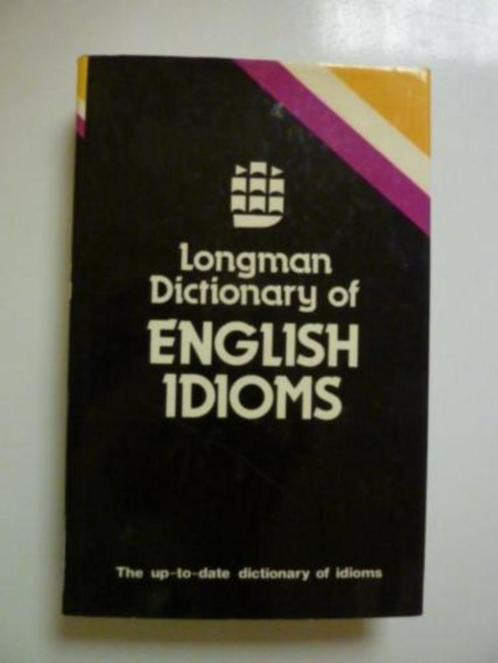 Longman
Dictionary of
ENGLISH
IDIOMS
The up-to-date dictionary of idioms